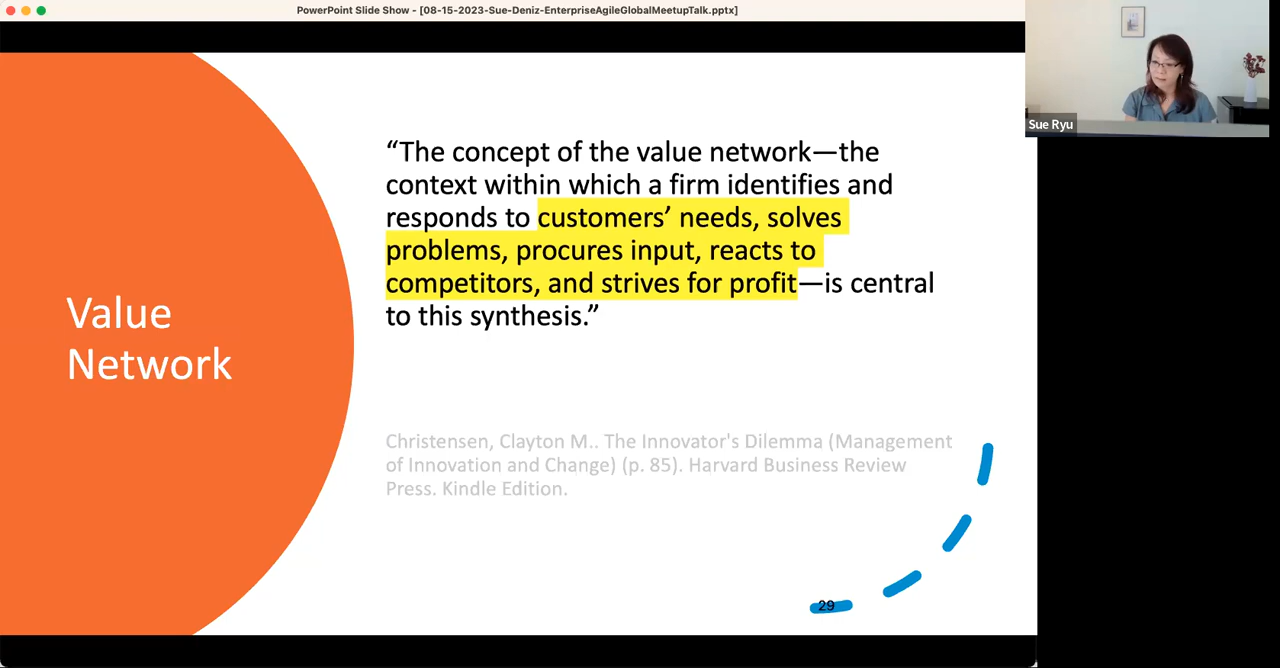 PowerPoint Slide Show - [08-15-2023-Sue-Deniz-EnterpriseAgileGlobalMeetupTalk.pptx]
Sue Ryu
Value
Network
“The concept of the value network—the
context within which a firm identifies and
responds to customers’ needs, solves
problems, procures input, reacts to
competitors, and strives for profit—is central
to this synthesis.”
Christensen, Clayton M.. The Innovator's Dilemma (Management
of Innovation and Change) (p. 85). Harvard Business Review
Press. Kindle Edition.
29